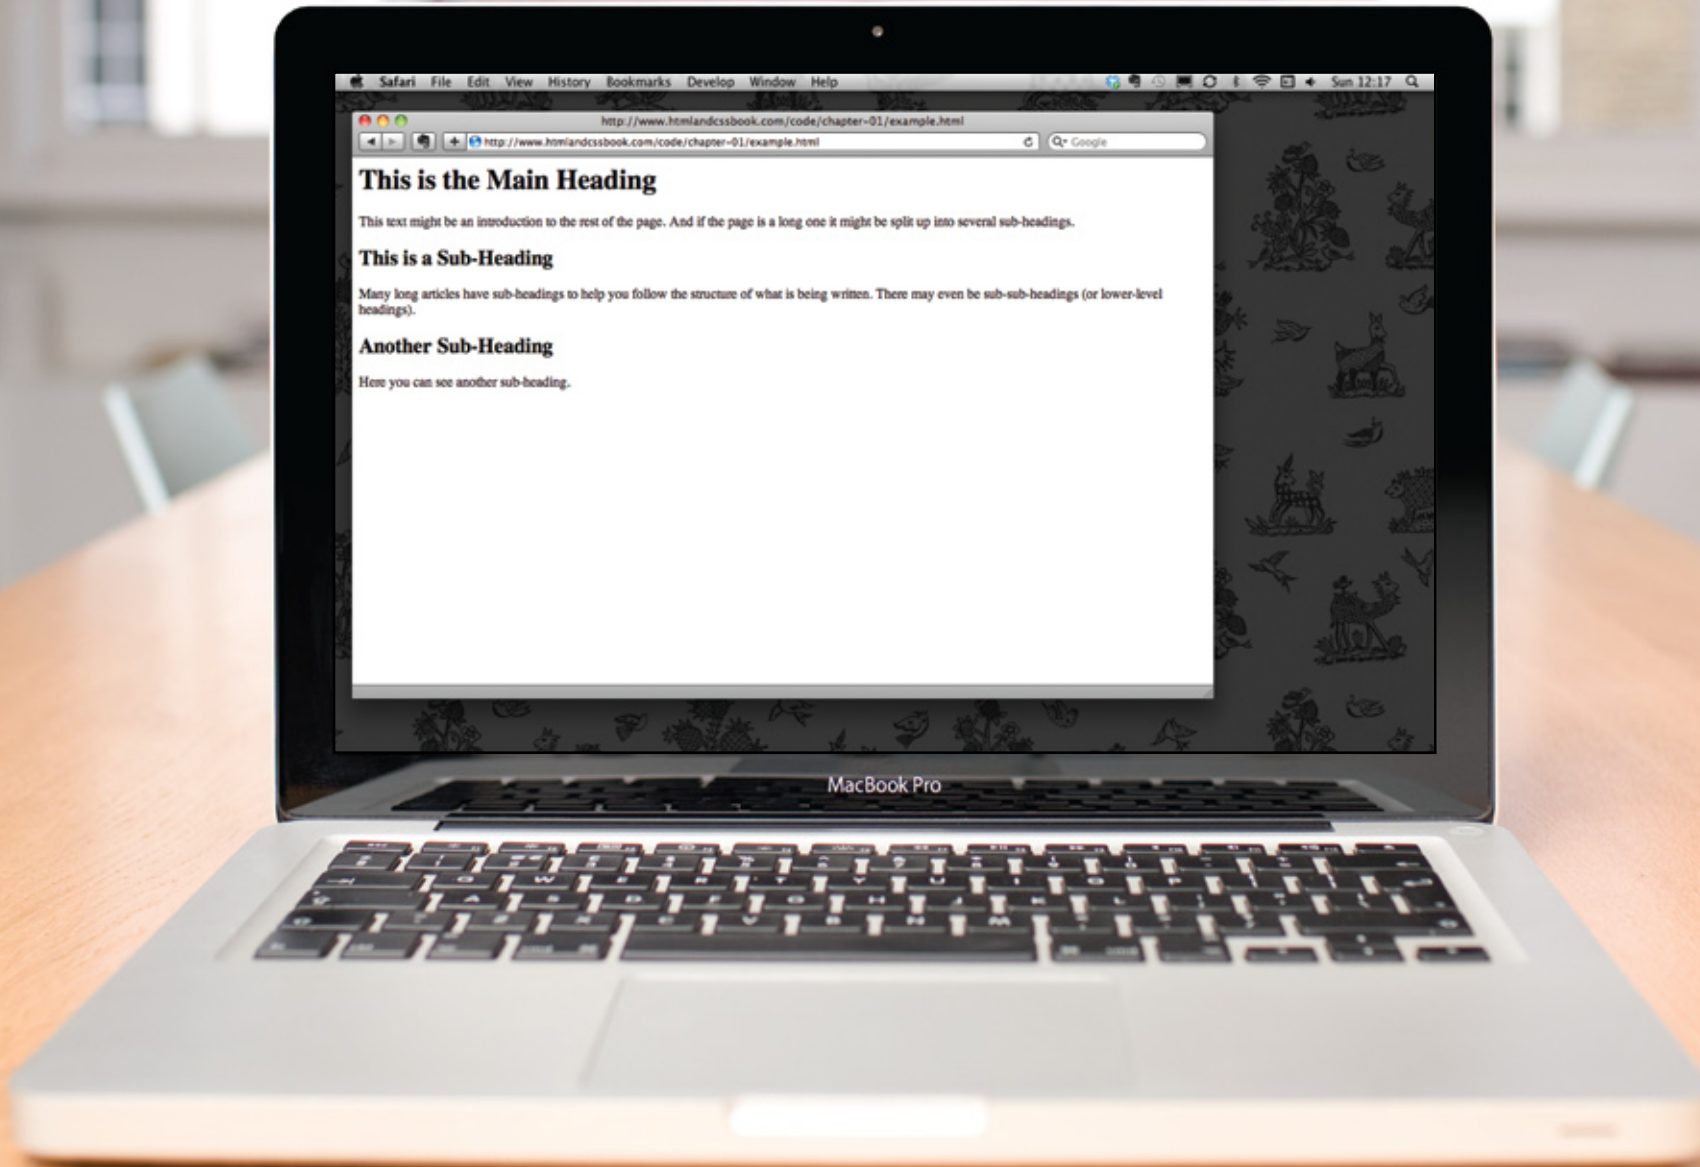 Safari File Edit View History Bookmarks Develop Window Help Sun 12:17
http://www.htmlandcssbook.com/code/chapter-01/example.html
http://www.htmlandcssbook.com/code/chapter-01/example.html Google
This is the Main Heading
This text might be an introduction to the rest of the page. And if the page is a long one it might be split up into several sub-headings.
This is a Sub-Heading
Many long articles have sub-headings to help you follow the structure of what is being written. There may even be sub-sub-headings (or lower-level
headings).
Another Sub-Heading
Here you can see another sub-heading.
MacBook Pro
Q W E R T Y U I O P
A S D F G H J K L
Z X C V B N M